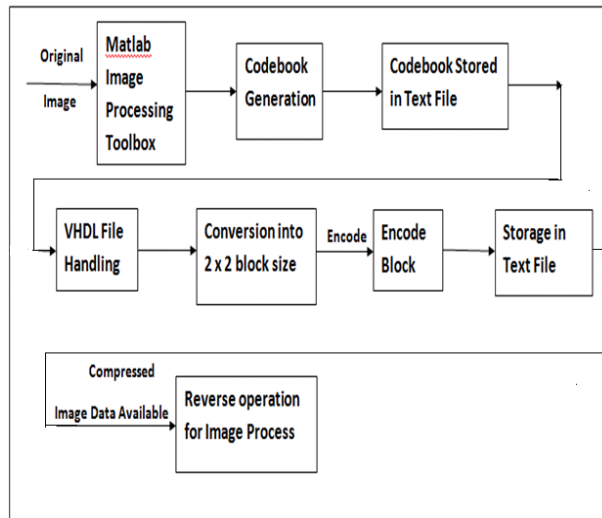 Original
Image
Matlab
Image
Processing
Toolbox
Codebook
Generation
Codebook Stored
in Text File
VHDL File
Handling
Conversion into
2 x 2 block size
Encode
Encode
Block
Storage in
Text File
Compressed
Image Data Available
Reverse operation
for Image Process